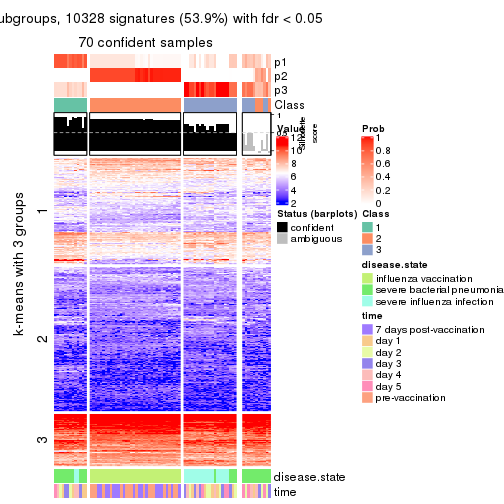 ubgroups, 10328 signatures (53.9%) with fdr < 0.05
70 confident samples
p1
p2
p3
Class
1
Silhouette
score
k-means with 3 groups
1
2
3
Value
12
10
8
6
4
2
Prob
1
0.8
0.6
0.4
0.2
0
Status (barplots)
confident
ambiguous
Class
1
2
3
disease.state
influenza vaccination
severe bacterial pneumonia
severe influenza infection
time
7 days post-vaccination
day 1
day 2
day 3
day 4
day 5
pre-vaccination
disease.state
time